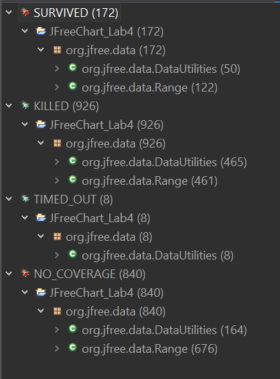 SURVIVED (172)
JFreeChart_Lab4 (172)
org.jfree.data (172)
org.jfree.data.DataUtilities (50)
org.jfree.data.Range (122)
KILLED (926)
JFreeChart_Lab4 (926)
org.jfree.data (926)
org.jfree.data.DataUtilities (465)
org.jfree.data.Range (461)
TIMED_OUT (8)
JFreeChart_Lab4 (8)
org.jfree.data (8)
org.jfree.data.DataUtilities (8)
NO_COVERAGE (840)
JFreeChart_Lab4 (840)
org.jfree.data (840)
org.jfree.data.DataUtilities (164)
org.jfree.data.Range (676)